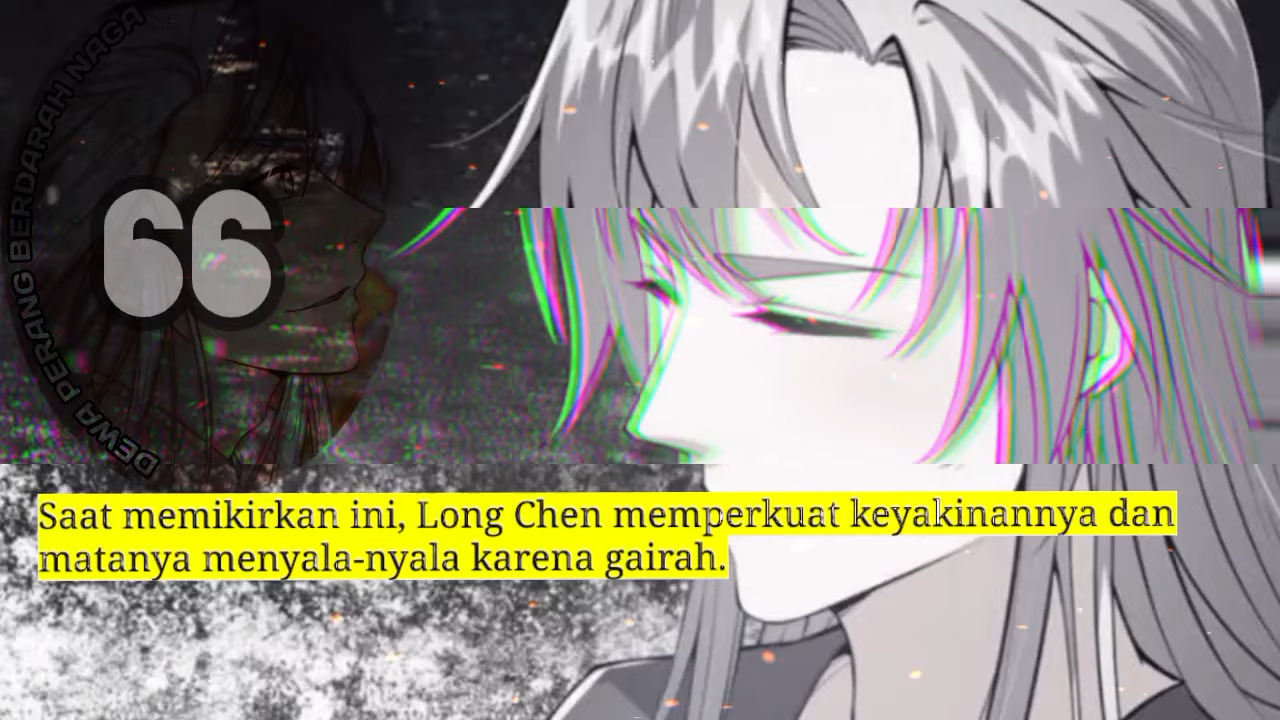 DEWA PERANG BERDARAH NAGA
66
Saat memikirkan ini, Long Chen memperkuat keyakinannya dan
matanya menyala-nyala karena gairah.